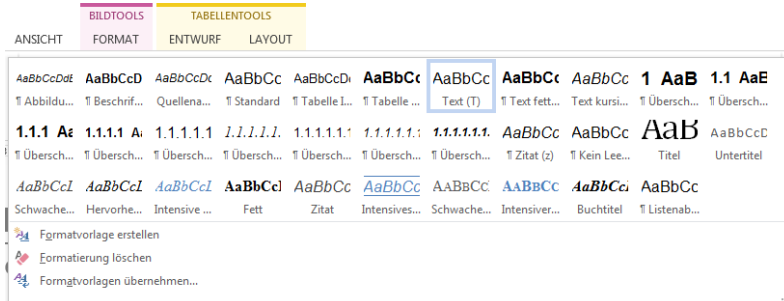 BILDTOOLS TABELLENTOOLS
ANSICHT FORMAT ENTWURF LAYOUT
AaBbCcDdE AaBbCcD AaBbCcDc AaBbCc AaBbCcDc AaBbCc AaBbCc AaBbCc AaBbCc 1 AaB 1.1 AaB
¶ Abbildu... ¶ Beschrif... Quellena... ¶ Standard ¶ Tabelle I... ¶ Tabelle ... Text (T) ¶ Text fett... Text kursi... ¶ Übersch... ¶ Übersch...
1.1.1 Aa 1.1.1.1 A 1.1.1.1.1 1.1.1.1. 1.1.1.1.1.1 1.1.1.1.1.1 1.1.1.1.1.1. AaBbCc AaBbCc AaB AaBbCcD
¶ Übersch... ¶ Übersch... ¶ Übersch... ¶ Übersch... ¶ Übersch... ¶ Übersch... ¶ Übersch... ¶ Zitat (z) ¶ Kein Lee... Titel Untertitel
AaBbCcL AaBbCcL AaBbCcL AaBbCcl AaBbCc AaBbCc AaBbCc AaBbCc AaBbCcl AaBbCc
Schwache... Hervorhe... Intensive ... Fett Zitat Intensives... Schwache... Intensiver... Buchtitel ¶ Listenab...
Formatvorlage erstellen
Formatierung löschen
Formatvorlagen übernehmen...